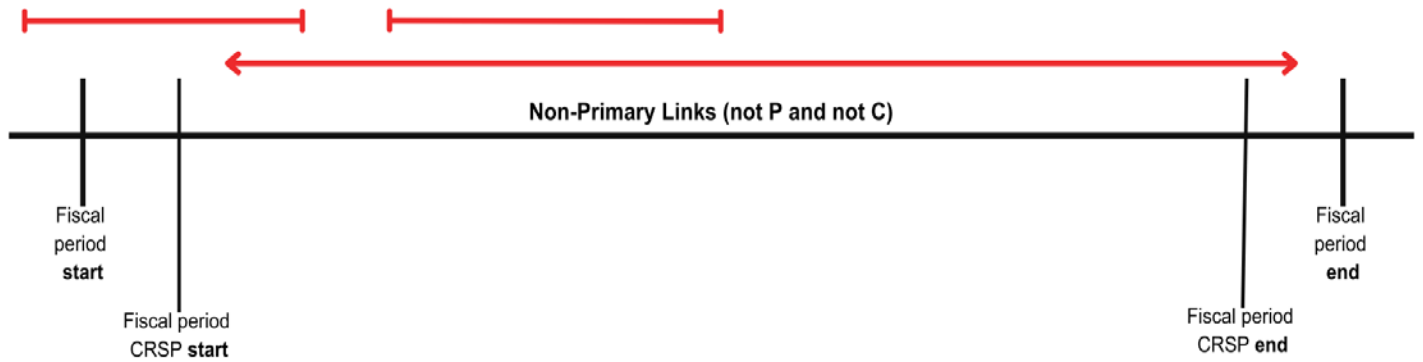 Non-Primary Links (not P and not C)
Fiscal
period
start
Fiscal period
CRSP start
Fiscal period
CRSP end
Fiscal
period
end